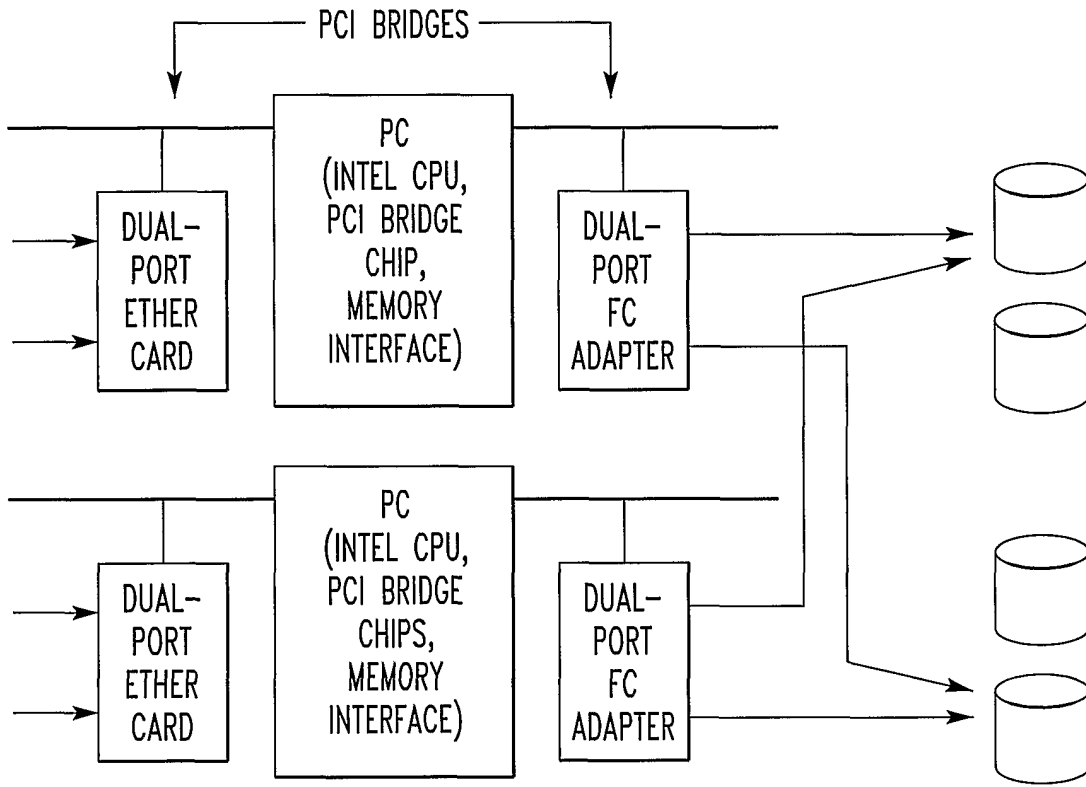 PCI BRIDGES
PC
(INTEL CPU,
PCI BRIDGE
CHIP,
MEMORY
INTERFACE)
DUAL-
PORT
ETHER
CARD
DUAL-
PORT
FC
ADAPTER
PC
(INTEL CPU,
PCI BRIDGE
CHIPS,
MEMORY
INTERFACE)
DUAL-
PORT
ETHER
CARD
DUAL-
PORT
FC
ADAPTER